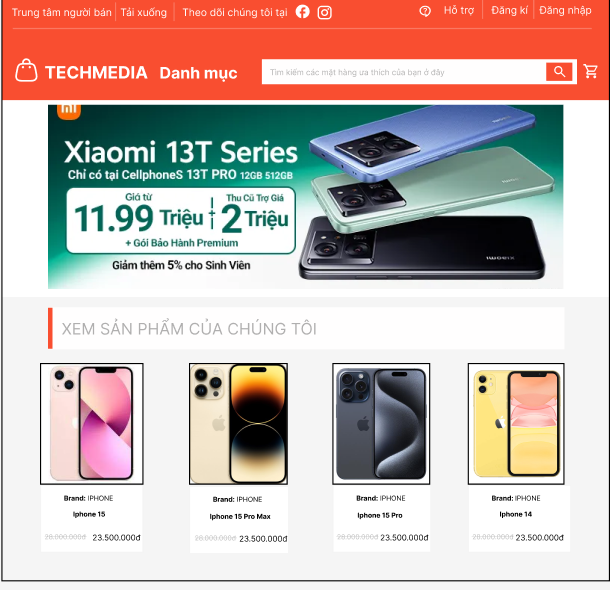 Trung tâm người bán
Tải xuống
Theo dõi chúng tôi tại
Hỗ trợ
Đăng kí
Đăng nhập
TECHMEDIA
Danh mục
Tìm kiếm các mặt hàng ưa thích của bạn ở đây
mi
Xiaomi 13T Series
Chỉ có tại CellphoneS 13T PRO 12GB 512GB
Giá từ
11.99 Triệu
Thu Cũ Trợ Giá
2 Triệu
+ Gói Bảo Hành Premium
Giảm thêm 5% cho Sinh Viên
XIAOMI
XEM SẢN PHẨM CỦA CHÚNG TÔI
Brand: IPHONE
Iphone 15
28.000.000đ 23.500.000đ
Brand: IPHONE
Iphone 15 Pro Max
28.000.000đ 23.500.000đ
Brand: IPHONE
Iphone 15 Pro
28.000.000đ 23.500.000đ
Brand: IPHONE
Iphone 14
28.000.000đ 23.500.000đ